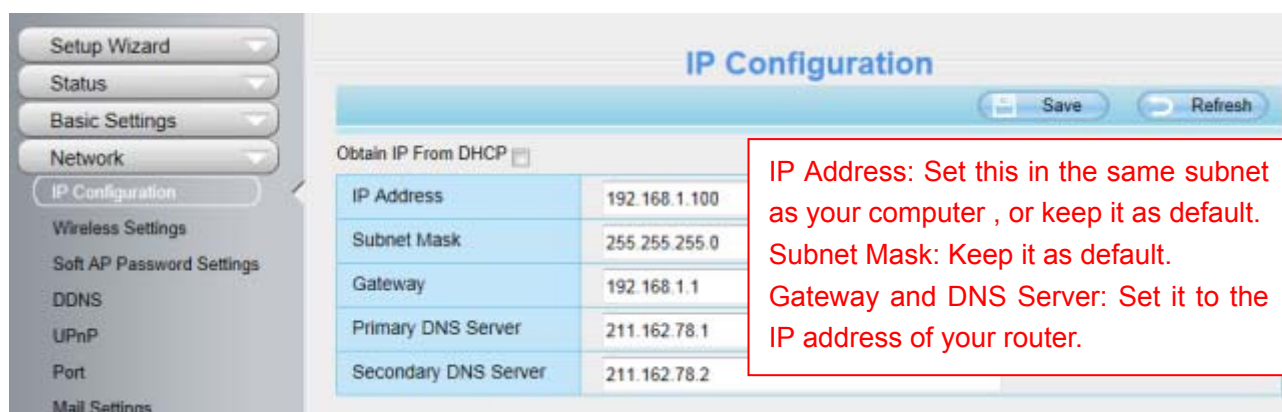 Setup Wizard
Status
Basic Settings
Network
IP Configuration
Wireless Settings
Soft AP Password Settings
DDNS
UPnP
Port
Mail Settings
IP Configuration
Save Refresh
Obtain IP From DHCP
IP Address 192.168.1.100
Subnet Mask 255.255.255.0
Gateway 192.168.1.1
Primary DNS Server 211.162.78.1
Secondary DNS Server 211.162.78.2
IP Address: Set this in the same subnet
as your computer , or keep it as default.
Subnet Mask: Keep it as default.
Gateway and DNS Server: Set it to the
IP address of your router.